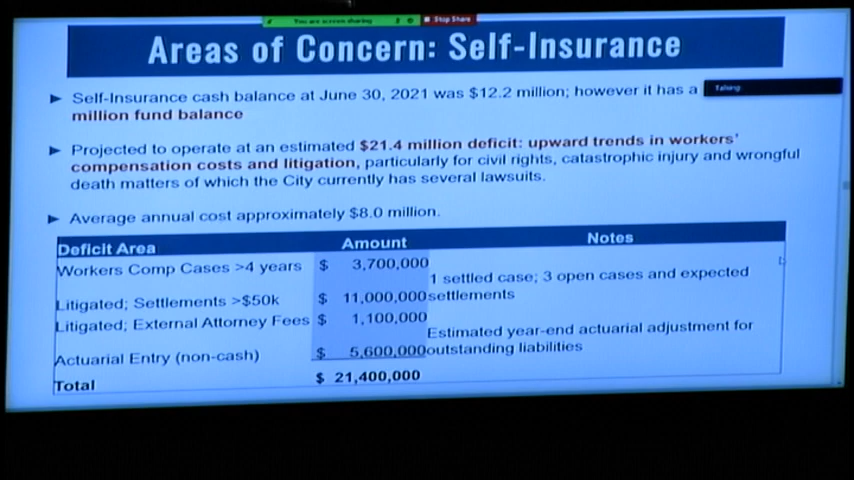 You are screen sharing Stop Share
Areas of Concern: Self-Insurance
Self-Insurance cash balance at June 30, 2021 was $12.2 million; however it has a
Talking:
million fund balance
Projected to operate at an estimated $21.4 million deficit: upward trends in workers'
compensation costs and litigation, particularly for civil rights, catastrophic injury and wrongful
death matters of which the City currently has several lawsuits.
Average annual cost approximately $8.0 million.
Deficit Area Amount Notes
Workers Comp Cases >4 years $ 3,700,000
1 settled case; 3 open cases and expected
Litigated; Settlements >$50k $ 11,000,000 settlements
Litigated; External Attorney Fees $ 1,100,000
Estimated year-end actuarial adjustment for
Actuarial Entry (non-cash) $ 5,600,000 outstanding liabilities
Total $ 21,400,000